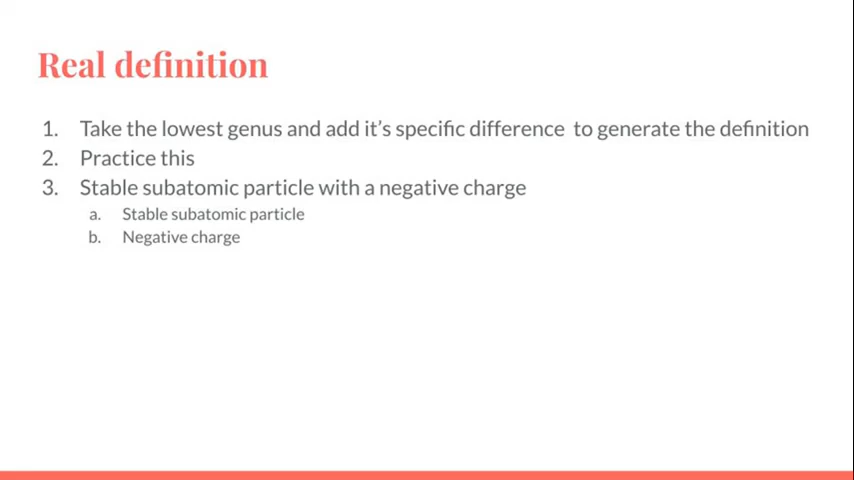 Real definition
1. Take the lowest genus and add it's specific difference  to generate the definition
2. Practice this
3. Stable subatomic particle with a negative charge
a. Stable subatomic particle
b. Negative charge